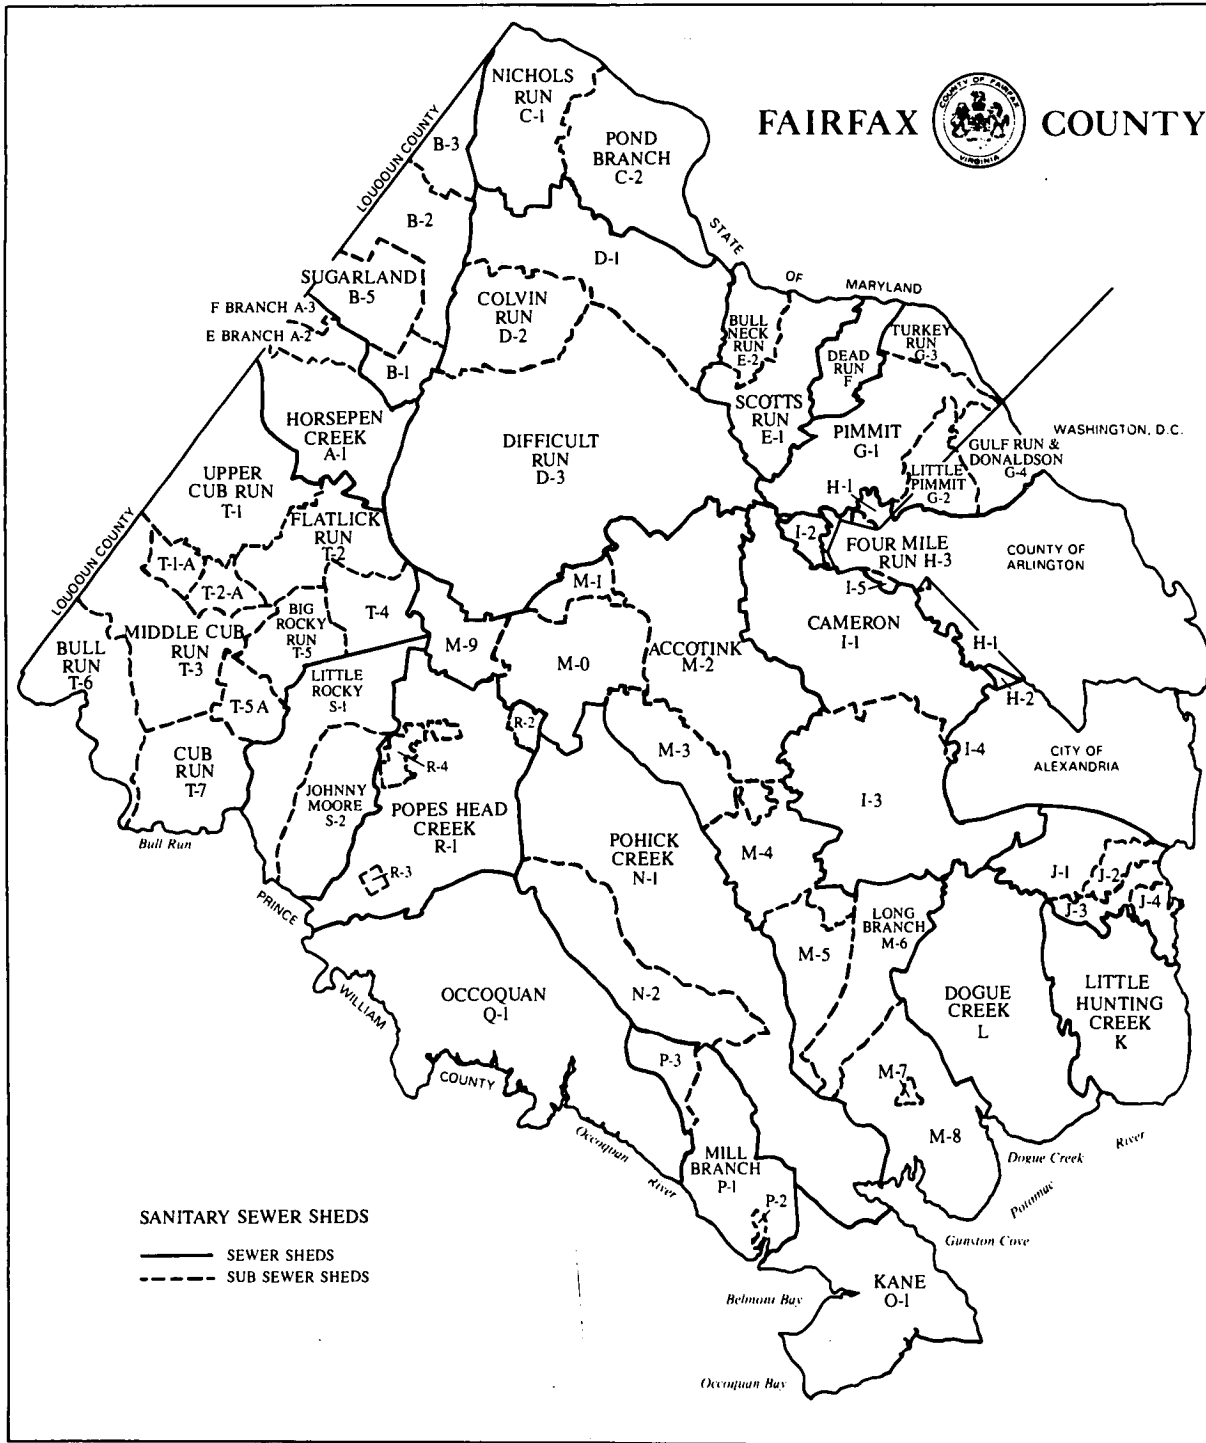 FAIRFAX COUNTY
COUNTY OF FAIRFAX
VIRGINIA
NICHOLS
RUN
C-1
POND
BRANCH
C-2
B-3
LOUOOUN COUNTY
B-2
STATE
OF
MARYLAND
D-1
SUGARLAND
B-5
COLVIN
RUN
D-2
F BRANCH A-3
E BRANCH A-2
B-1
BULL
NECK
RUN
E-2
TURKEY
RUN
G-3
DEAD
RUN
F
SCOTTS
RUN
E-1
HORSEPEN
CREEK
A-1
DIFFICULT
RUN
D-3
PIMMIT
G-1
WASHINGTON, D.C.
GULF RUN &
DONALDSON
G-4
LITTLE
PIMMIT
G-2
H-1
UPPER
CUB RUN
T-1
FLATLICK
RUN
T-2
I-2
FOUR MILE
RUN H-3
COUNTY OF
ARLINGTON
LOUOOUN COUNTY
T-1-A
T-2-A
M-1
I-5
BIG
ROCKY
RUN
T-5
T-4
CAMERON
I-1
H-1
BULL
RUN
T-6
MIDDLE CUB
RUN
T-3
M-9
M-0
ACCOTINK
M-2
H-2
LITTLE
ROCKY
S-1
T-5A
R-2
CUB
RUN
T-7
M-3
I-4
CITY OF
ALEXANDRIA
R-4
JOHNNY
MOORE
S-2
I-3
POPES HEAD
CREEK
R-1
Bull Run
POHICK
CREEK
N-1
M-4
R-3
J-1
J-2
J-3
J-4
PRINCE
LONG
BRANCH
M-6
M-5
WILLIAM
OCCOQUAN
Q-1
N-2
DOGUE
CREEK
L
LITTLE
HUNTING
CREEK
K
COUNTY
P-3
M-7
Occoquan
River
M-8
MILL
BRANCH
P-1
P-2
Dogue Creek
River
Potomac
Gunston Cove
SANITARY SEWER SHEDS
SEWER SHEDS
SUB SEWER SHEDS
Belmont Bay
KANE
O-1
Occoquan Bay